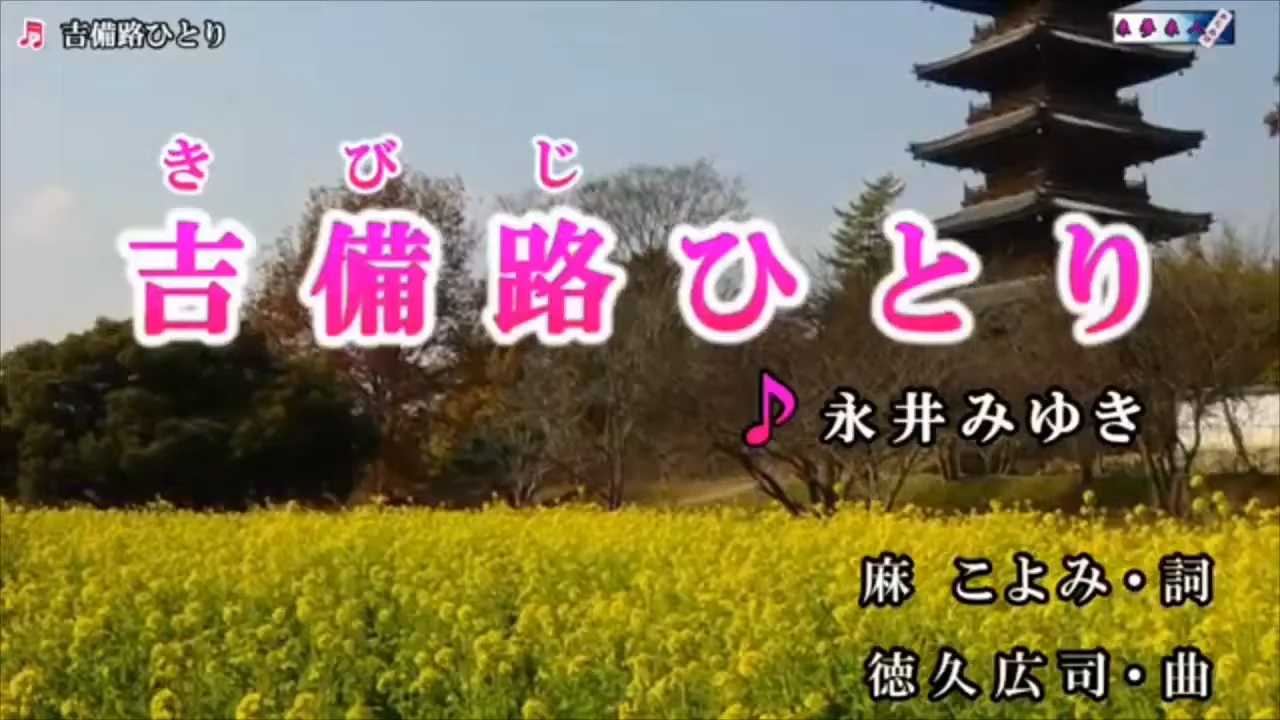 吉備路ひとり
きびじ
吉備路ひとり
永井みゆき
麻 こよみ・詞
徳久広司・曲